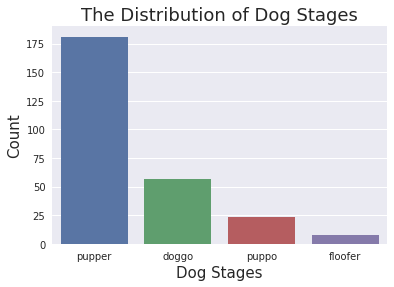 The Distribution of Dog Stages
175
150
125
100
75
50
25
0
Count
pupper doggo puppo floofer
Dog Stages